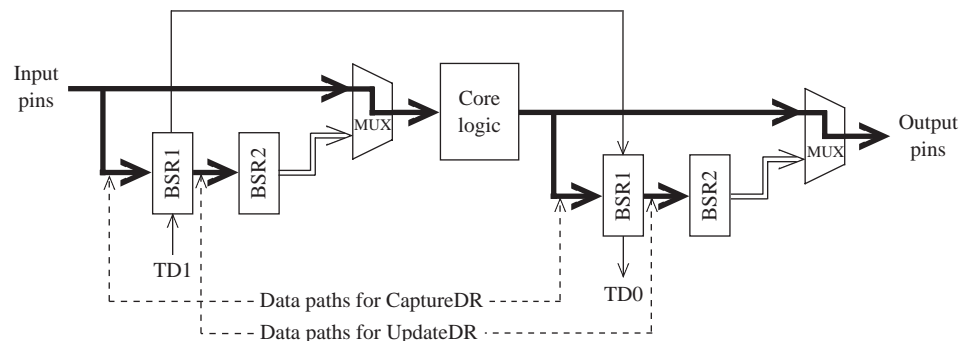 Input
pins
MUX
Core
logic
MUX
Output
pins
BSR1
BSR2
BSR1
BSR2
TD1
TD0
Data paths for CaptureDR
Data paths for UpdateDR